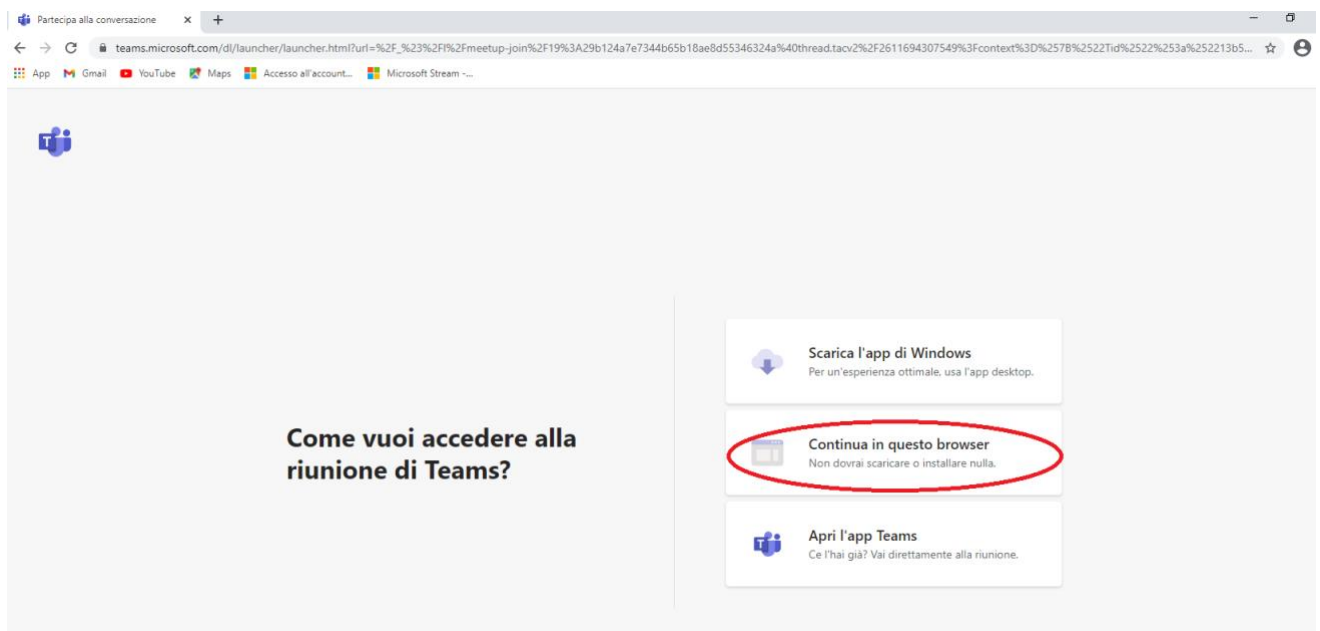 Partecipa alla conversazione
teams.microsoft.com/dl/launcher/launcher.html?url=%2F_%23%2Fl%2Fmeetup-join%2F19%3A29b124a7e7344b65b18ae8d55346324a%40thread.tacv2%2F2611694307549%3Fcontext%3D%257B%2522Tid%2522%253a%252213b5...
App Gmail YouTube Maps Accesso all'account... Microsoft Stream -...
Come vuoi accedere alla
riunione di Teams?
Scarica l'app di Windows
Per un'esperienza ottimale, usa l'app desktop.
Continua in questo browser
Non dovrai scaricare o installare nulla.
Apri l'app Teams
Ce l'hai già? Vai direttamente alla riunione.